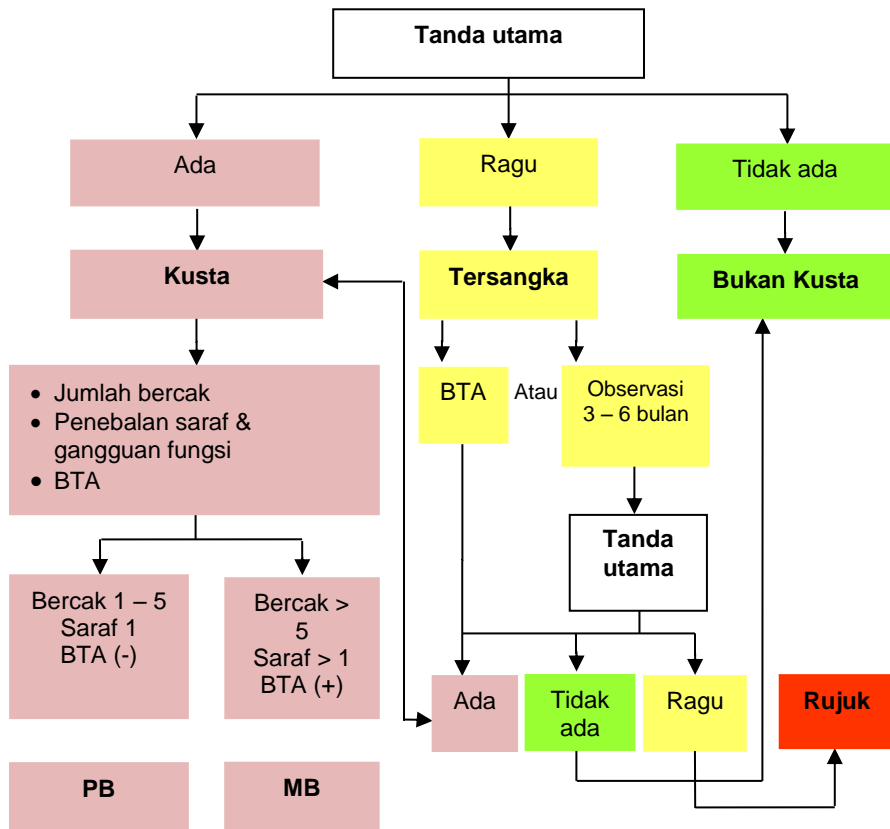 Tanda utama
Ada
Ragu
Tidak ada
Kusta
Tersangka
Bukan Kusta
• Jumlah bercak
• Penebalan saraf &
gangguan fungsi
• BTA
BTA
Atau
Observasi
3 – 6 bulan
Tanda
utama
Bercak 1 – 5
Saraf 1
BTA (-)
Bercak >
5
Saraf > 1
BTA (+)
Ada
Tidak
ada
Ragu
Rujuk
PB
MB